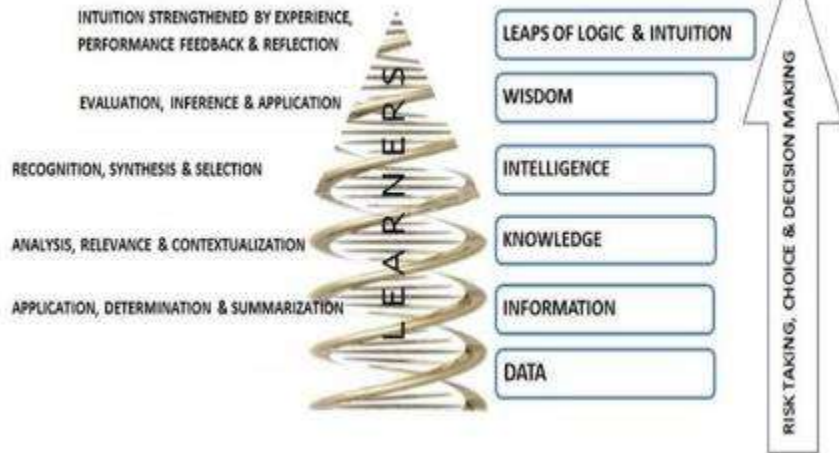 INTUITION STRENGTHENED BY EXPERIENCE,
PERFORMANCE FEEDBACK & REFLECTION
LEAPS OF LOGIC & INTUITION
EVALUATION, INFERENCE & APPLICATION
WISDOM
RECOGNITION, SYNTHESIS & SELECTION
INTELLIGENCE
ANALYSIS, RELEVANCE & CONTEXTUALIZATION
KNOWLEDGE
APPLICATION, DETERMINATION & SUMMARIZATION
INFORMATION
DATA
LEARNERS
RISK TAKING, CHOICE & DECISION MAKING